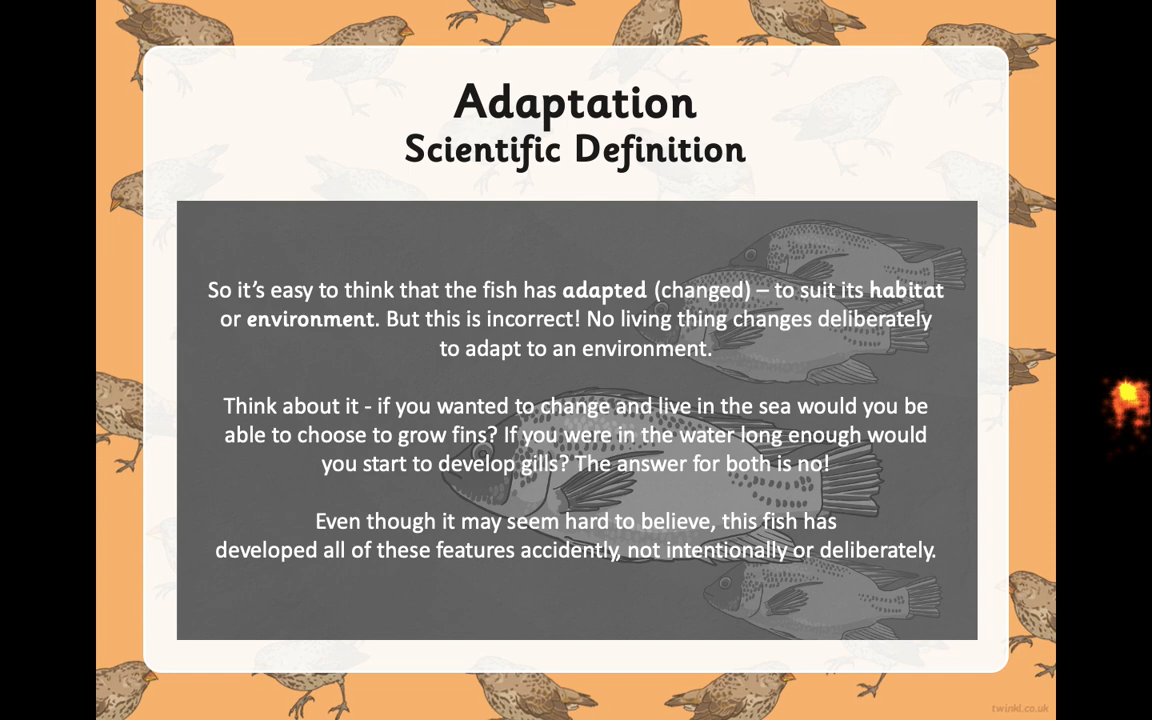 Adaptation
Scientific Definition
So it’s easy to think that the fish has adapted (changed) – to suit its habitat
or environment. But this is incorrect! No living thing changes deliberately
to adapt to an environment.
Think about it - if you wanted to change and live in the sea would you be
able to choose to grow fins? If you were in the water long enough would
you start to develop gills? The answer for both is no!
Even though it may seem hard to believe, this fish has
developed all of these features accidently, not intentionally or deliberately.
twinkl.co.uk